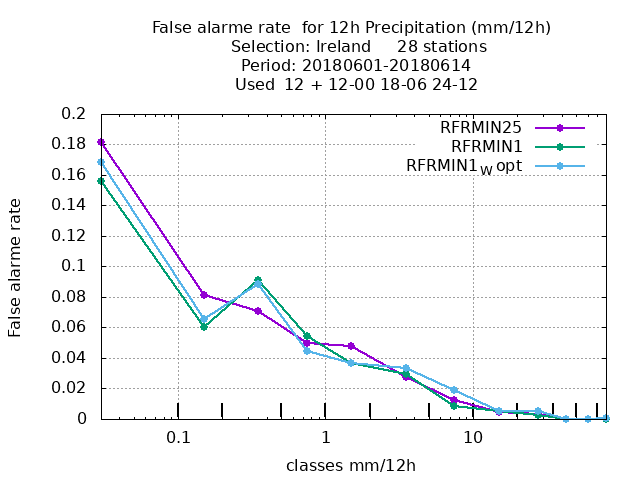 False alarme rate  for 12h Precipitation (mm/12h)
Selection: Ireland     28 stations
Period: 20180601-20180614
Used  12 + 12-00 18-06 24-12
RFRMIN25
RFRMIN1
RFRMIN1W opt
0.2
0.18
0.16
0.14
0.12
0.1
0.08
0.06
0.04
0.02
0
False alarme rate
0.1 1 10
classes mm/12h